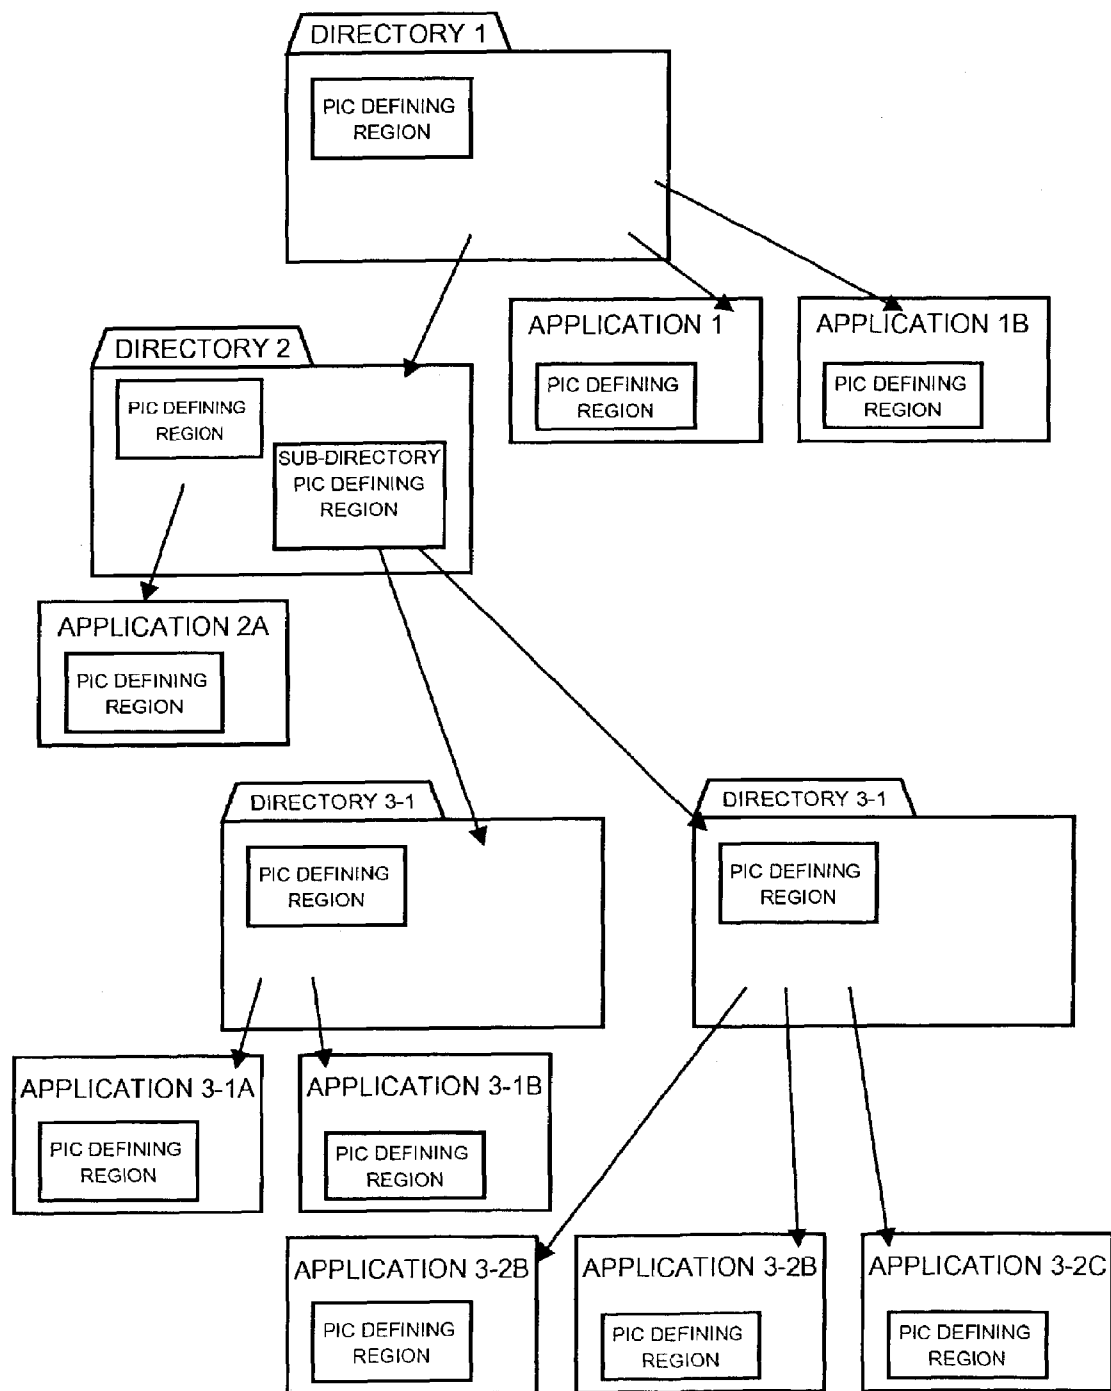 DIRECTORY 1
PIC DEFINING
REGION
APPLICATION 1
PIC DEFINING
REGION
APPLICATION 1B
PIC DEFINING
REGION
DIRECTORY 2
PIC DEFINING
REGION
SUB-DIRECTORY
PIC DEFINING
REGION
APPLICATION 2A
PIC DEFINING
REGION
DIRECTORY 3-1
PIC DEFINING
REGION
DIRECTORY 3-1
PIC DEFINING
REGION
APPLICATION 3-1A
PIC DEFINING
REGION
APPLICATION 3-1B
PIC DEFINING
REGION
APPLICATION 3-2B
PIC DEFINING
REGION
APPLICATION 3-2B
PIC DEFINING
REGION
APPLICATION 3-2C
PIC DEFINING
REGION